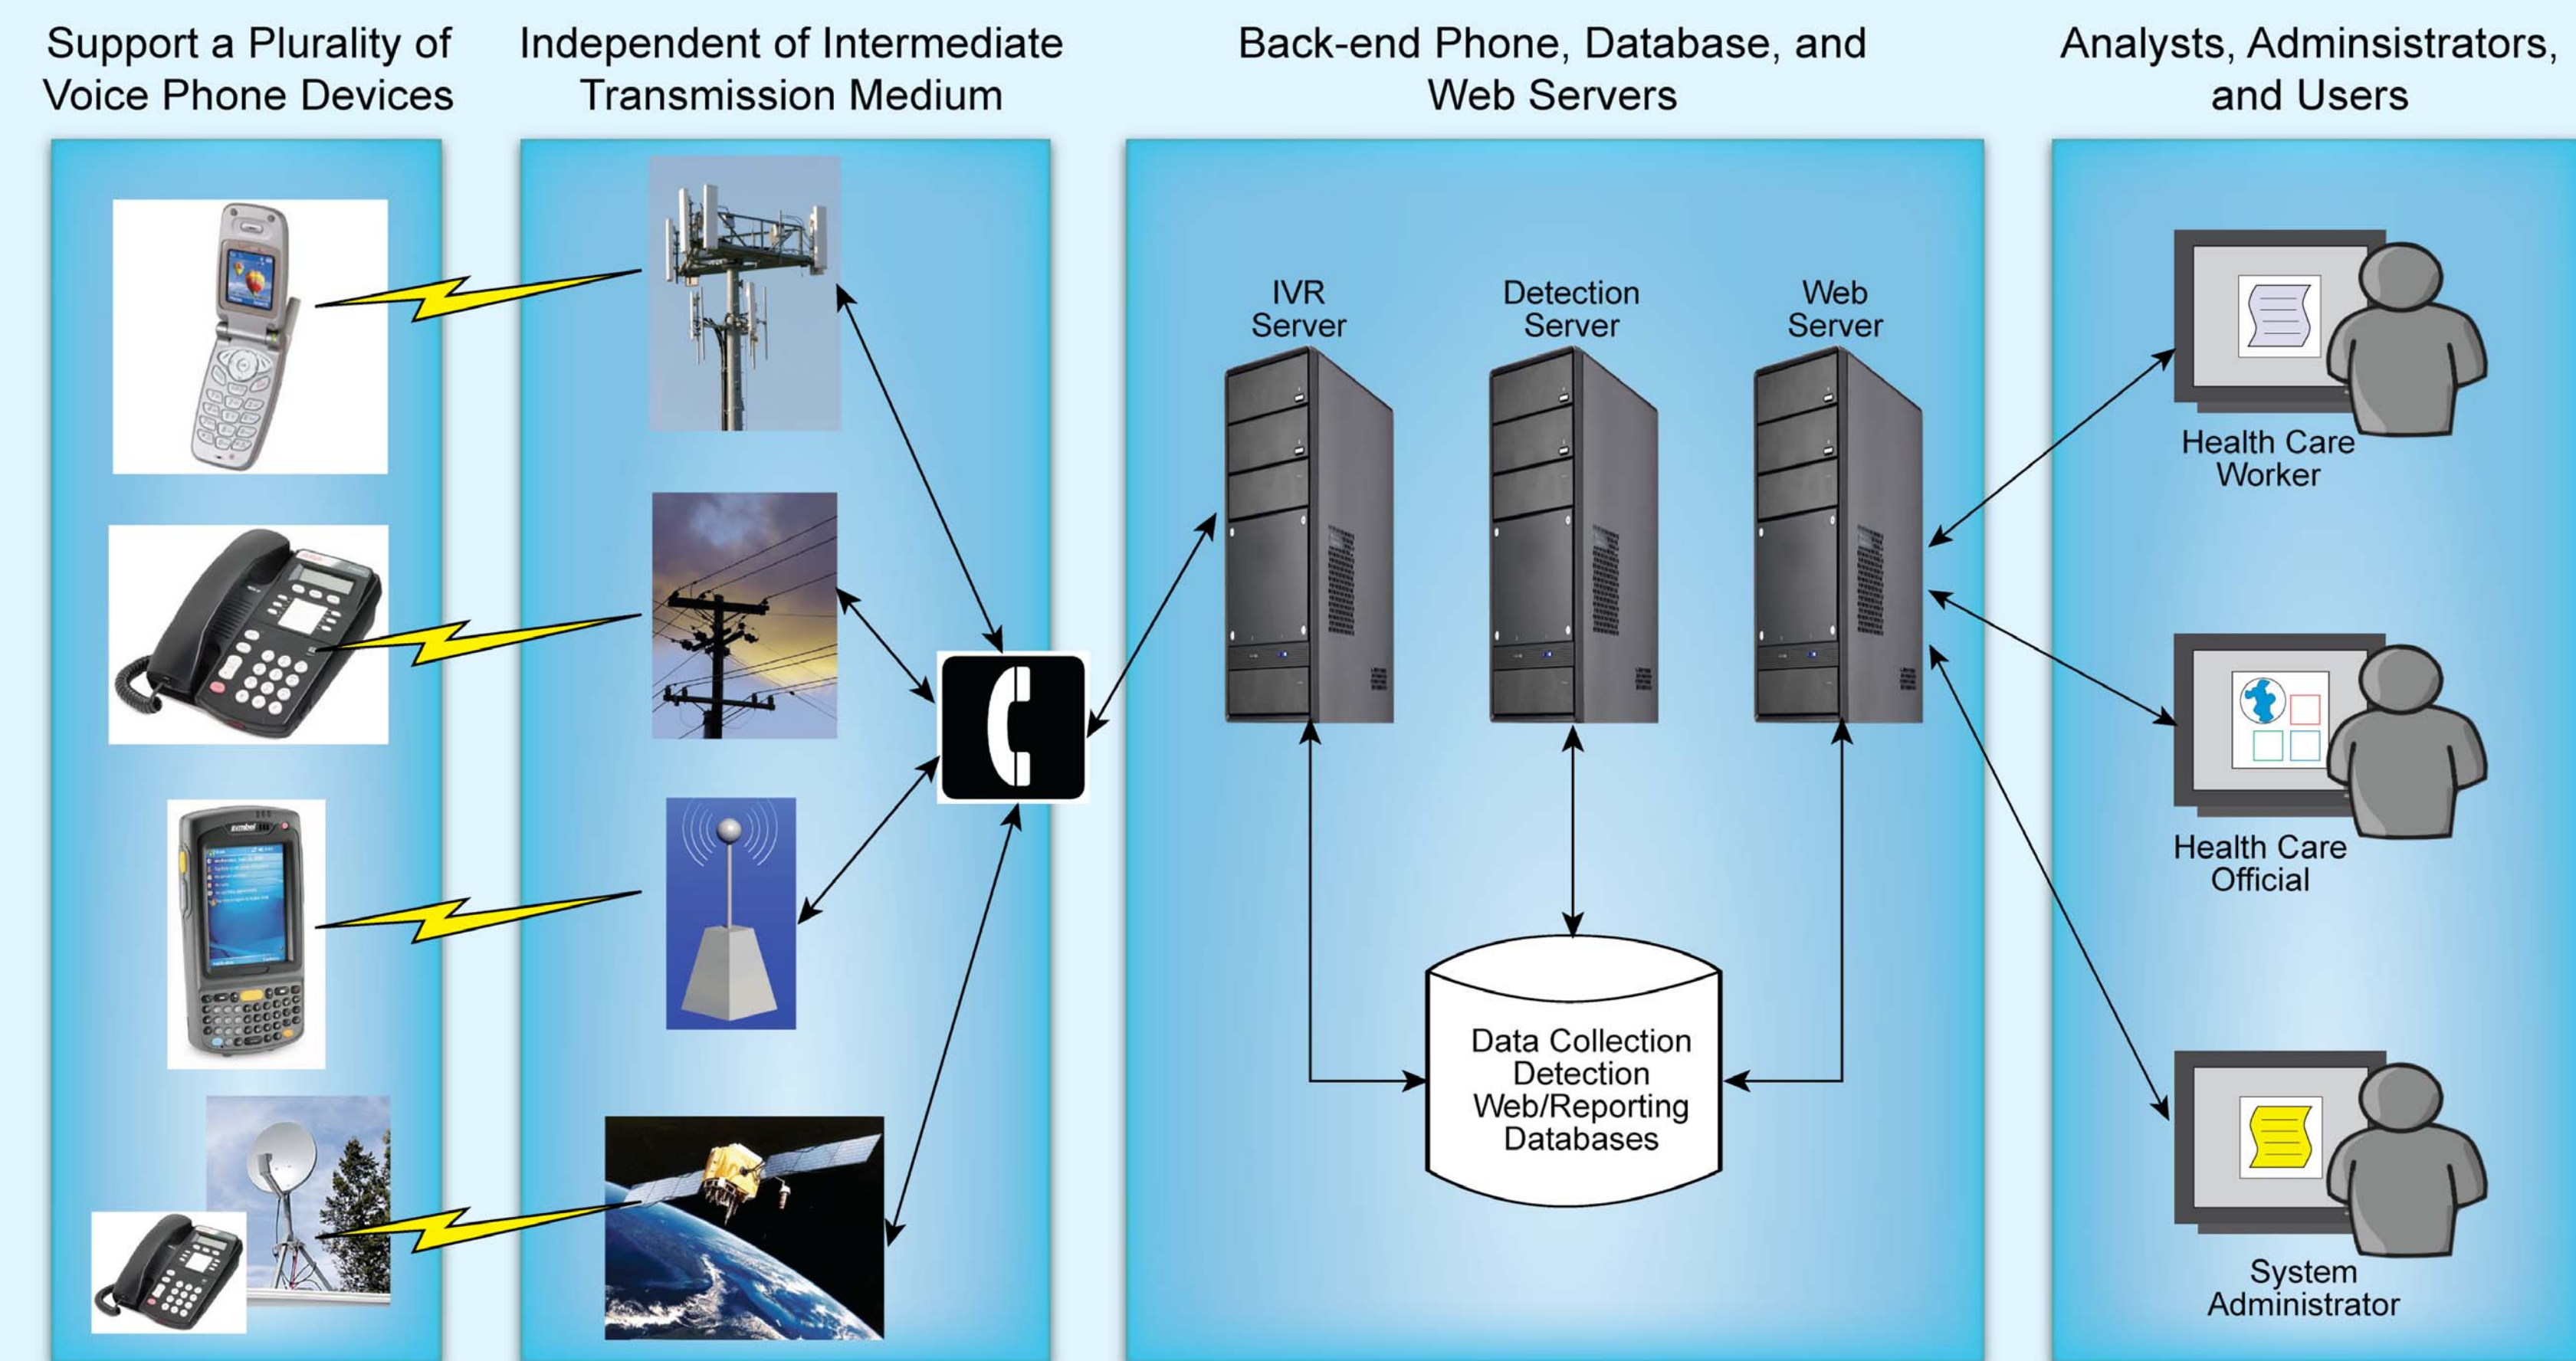 Support a Plurality of
Voice Phone Devices
Independent of Intermediate
Transmission Medium
Back-end Phone, Database, and
Web Servers
Analysts, Adminsistrators,
and Users
IVR
Server
Detection
Server
Web
Server
Health Care
Worker
Health Care
Official
System
Administrator
Data Collection
Detection
Web/Reporting
Databases
symbol